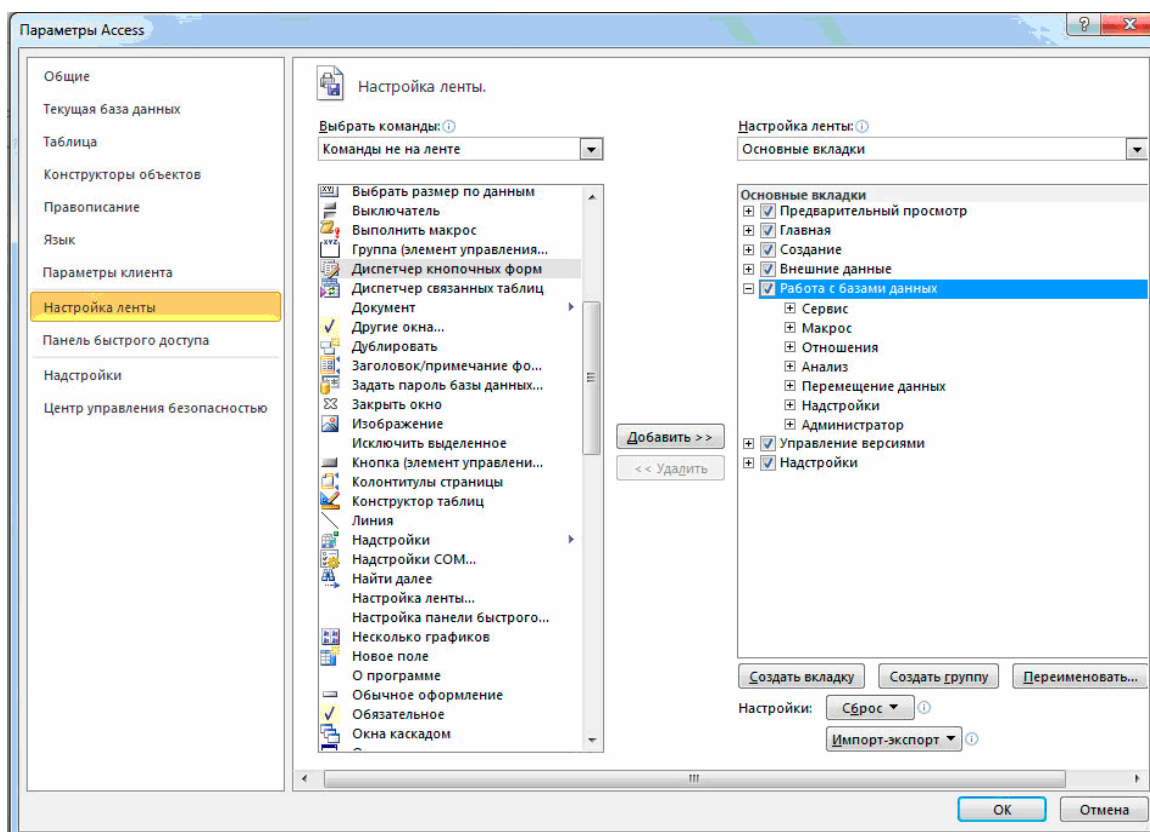 Параметры Access
Общие
Текущая база данных
Таблица
Конструкторы объектов
Правописание
Язык
Параметры клиента
Настройка ленты
Панель быстрого доступа
Надстройки
Центр управления безопасностью
Настройка ленты.
Выбрать команды:
Команды не на ленте
Выбрать размер по данным
Выключатель
Выполнить макрос
Группа (элемент управления...
Диспетчер кнопочных форм
Диспетчер связанных таблиц
Документ
Другие окна...
Дублировать
Заголовок/примечание фо...
Задать пароль базы данных...
Закрыть окно
Изображение
Исключить выделенное
Кнопка (элемент управлени...
Колонтитулы страницы
Конструктор таблиц
Линия
Надстройки
Надстройки COM...
Найти далее
Настройка ленты...
Настройка панели быстрого...
Несколько графиков
Новое поле
О программе
Обычное оформление
Обязательное
Окна каскадом
Добавить >>
<< Удалить
Настройка ленты:
Основные вкладки
Основные вкладки
Предварительный просмотр
Главная
Создание
Внешние данные
Работа с базами данных
Сервис
Макрос
Отношения
Анализ
Перемещение данных
Надстройки
Администратор
Управление версиями
Надстройки
Создать вкладку
Создать группу
Переименовать...
Настройки:
Сброс
Импорт-экспорт
ОК
Отмена